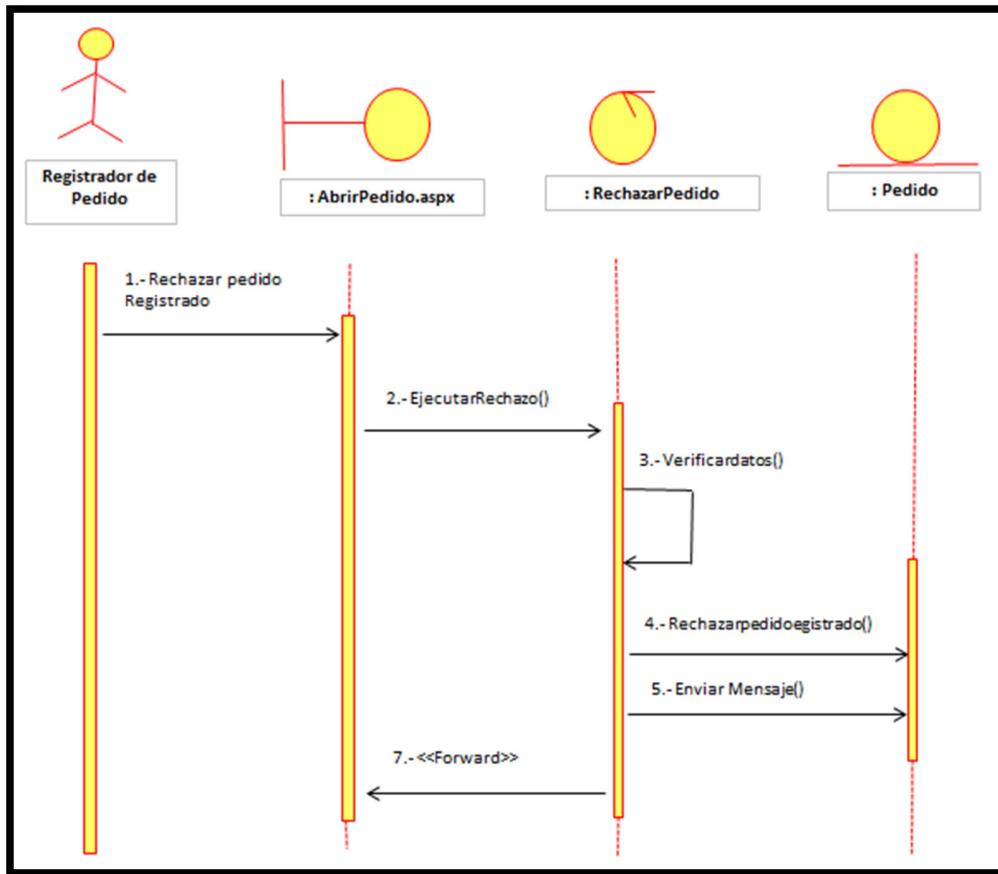 Registrador de
Pedido
: AbrirPedido.aspx
: RechazarPedido
: Pedido
1.- Rechazar pedido
Registrado
2.- EjecutarRechazo()
3.- Verificardatos()
4.- Rechazarpedidoegistrado()
5.- Enviar Mensaje()
7.- <<Forward>>